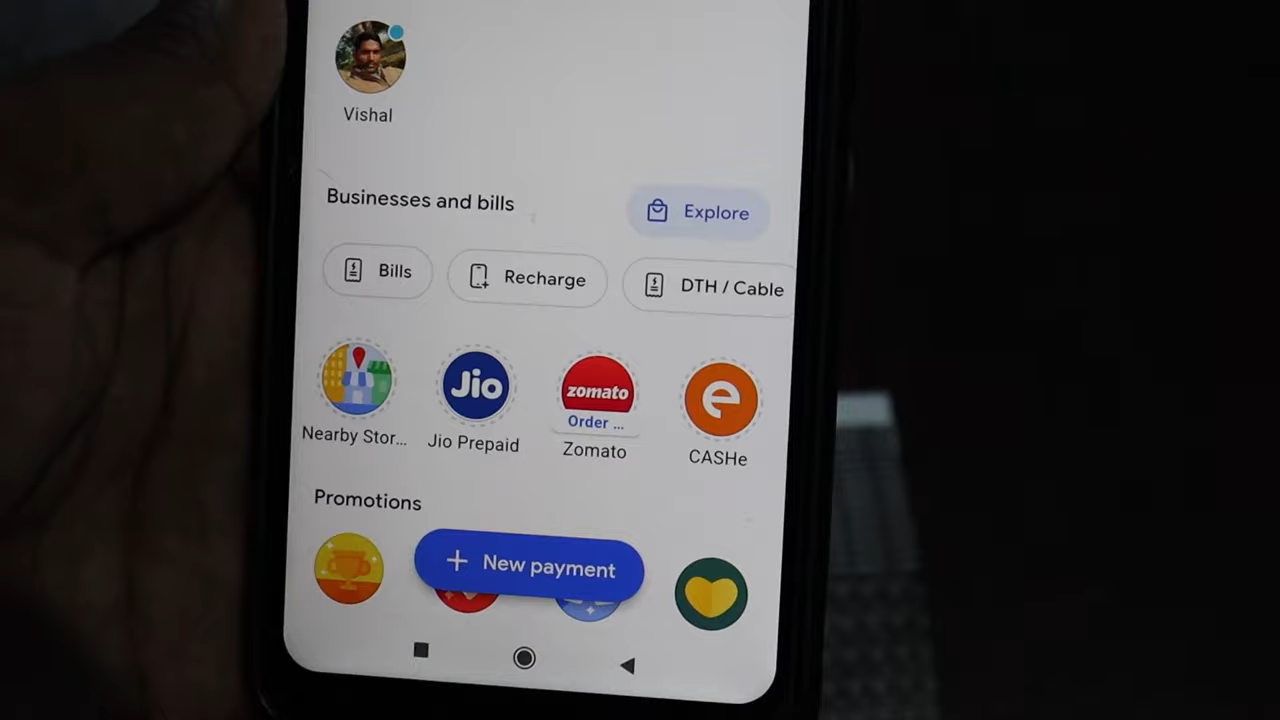 Vishal
Businesses and bills
Explore
Bills
Recharge
DTH / Cable
Jio
zomato
Order ...
Nearby Stor...
Jio Prepaid
Zomato
CASHe
Promotions
+ New payment